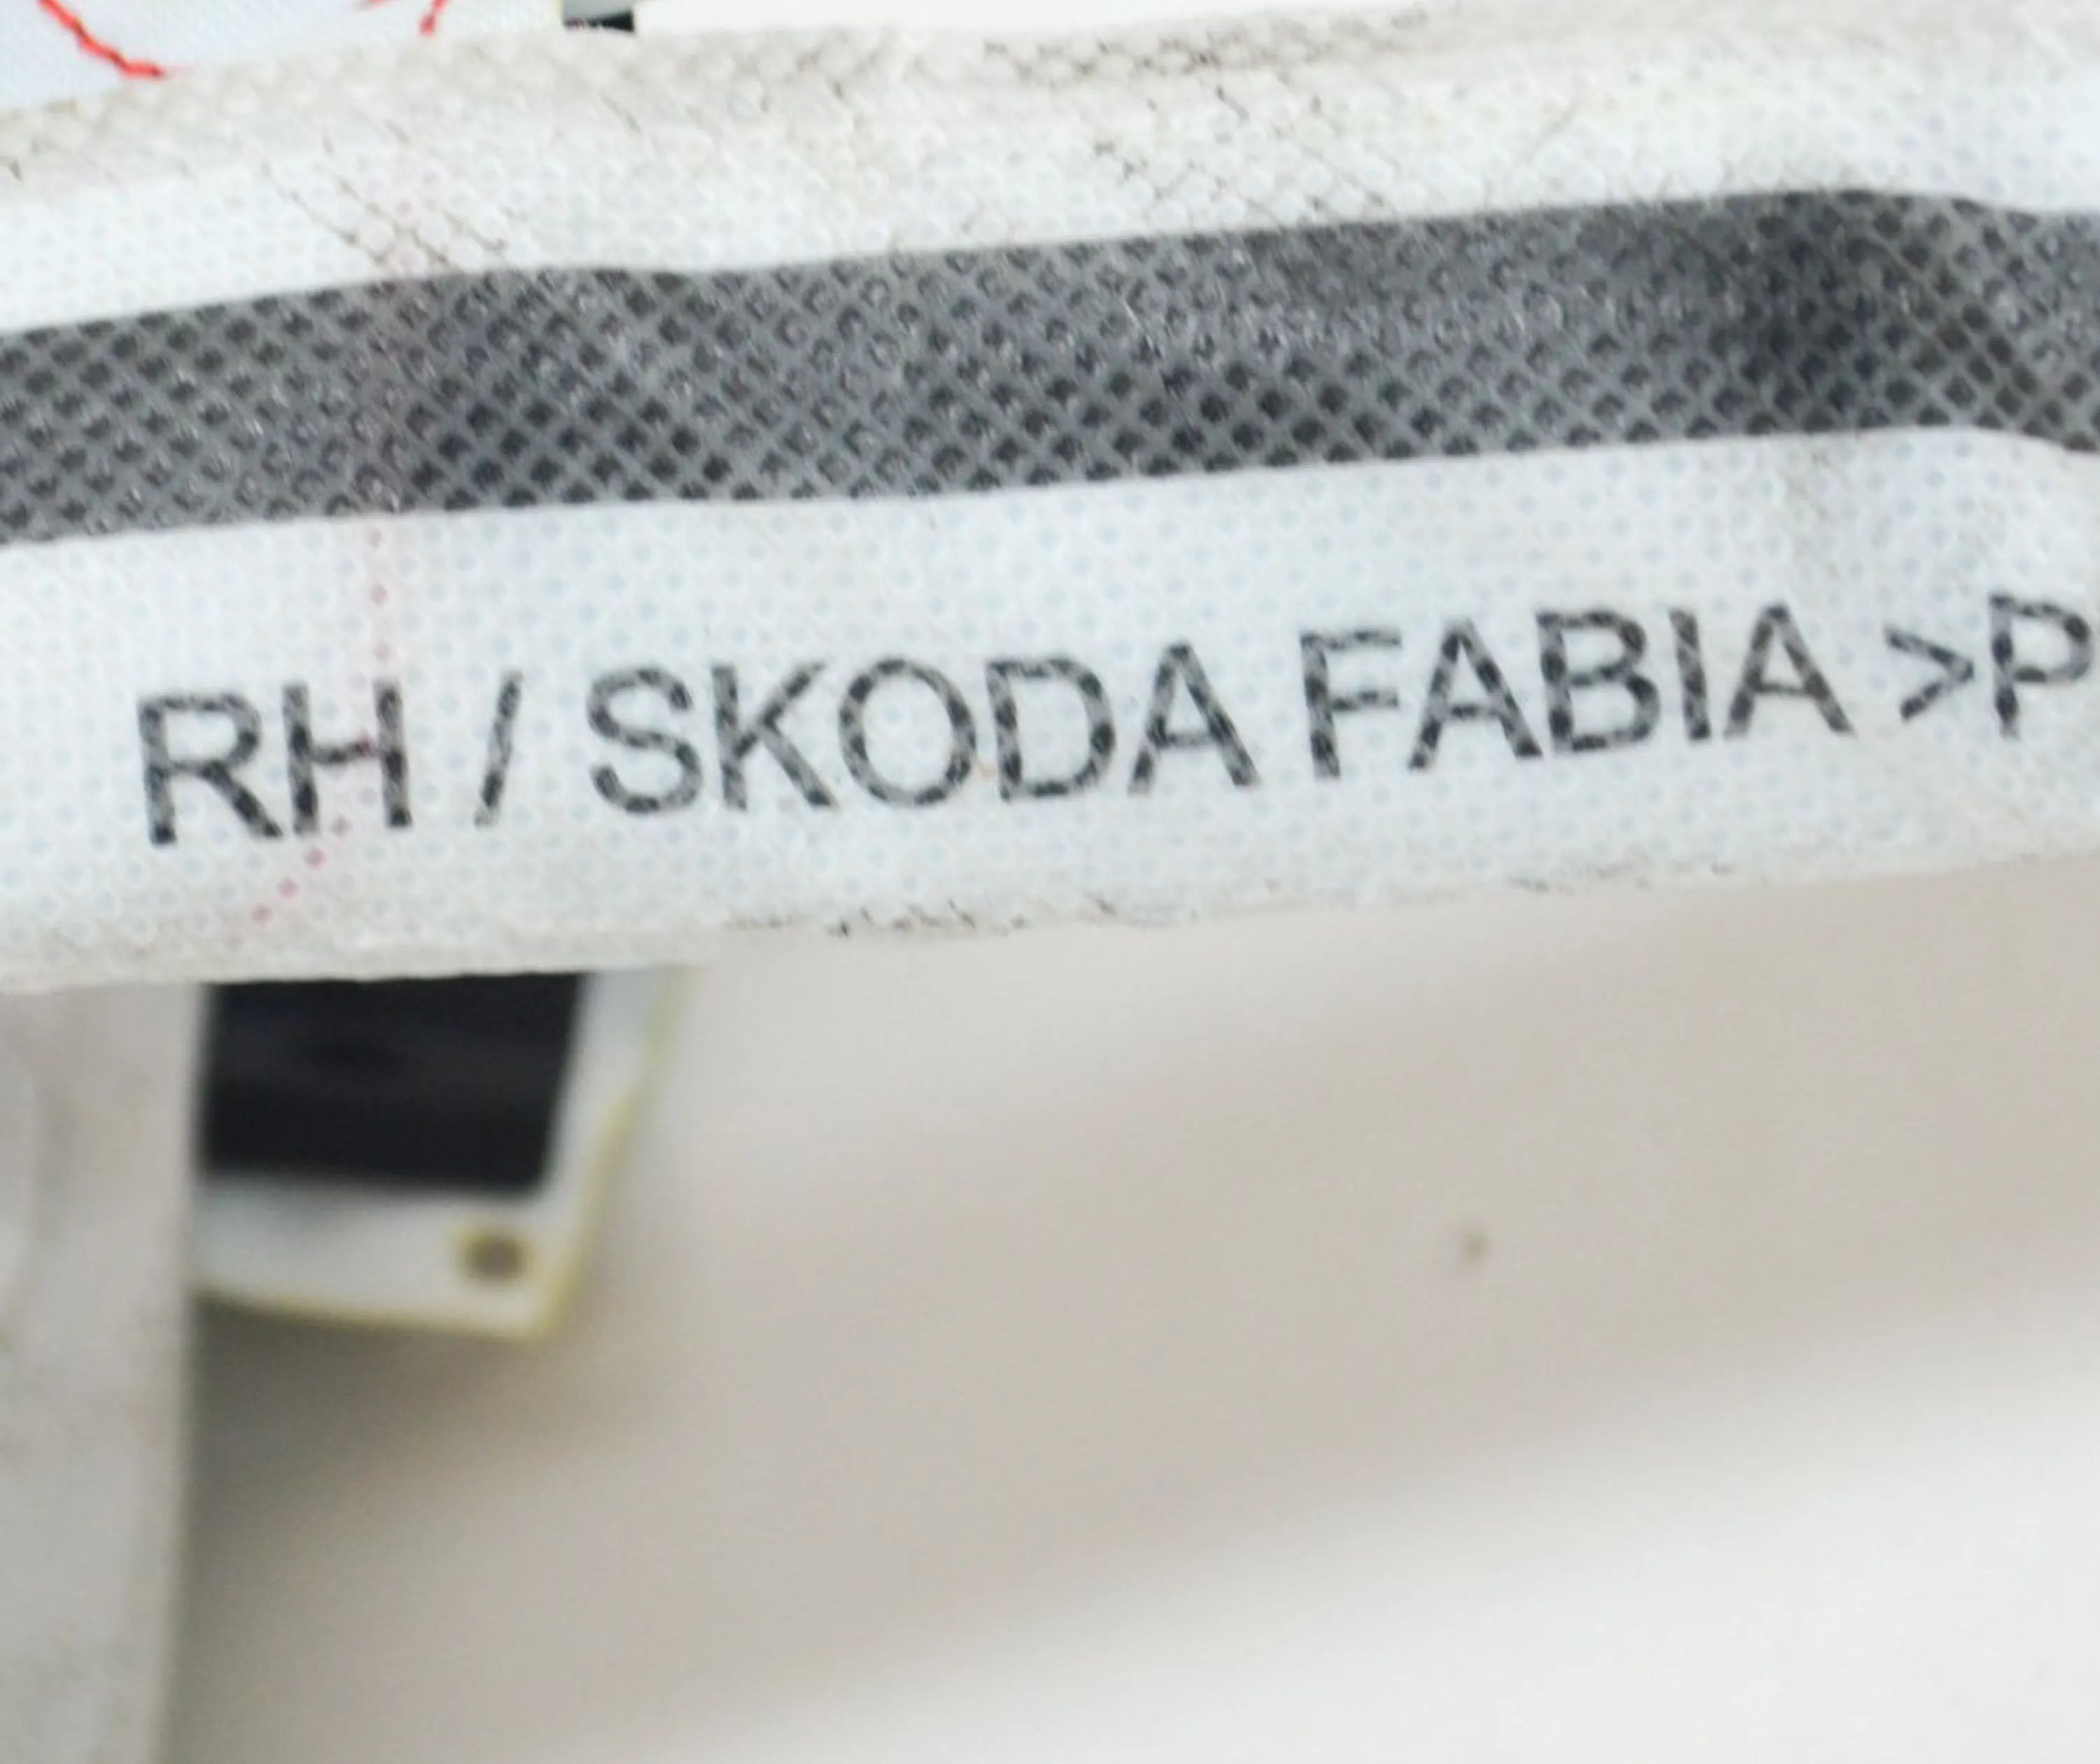 RH / SKODA FABIA >P